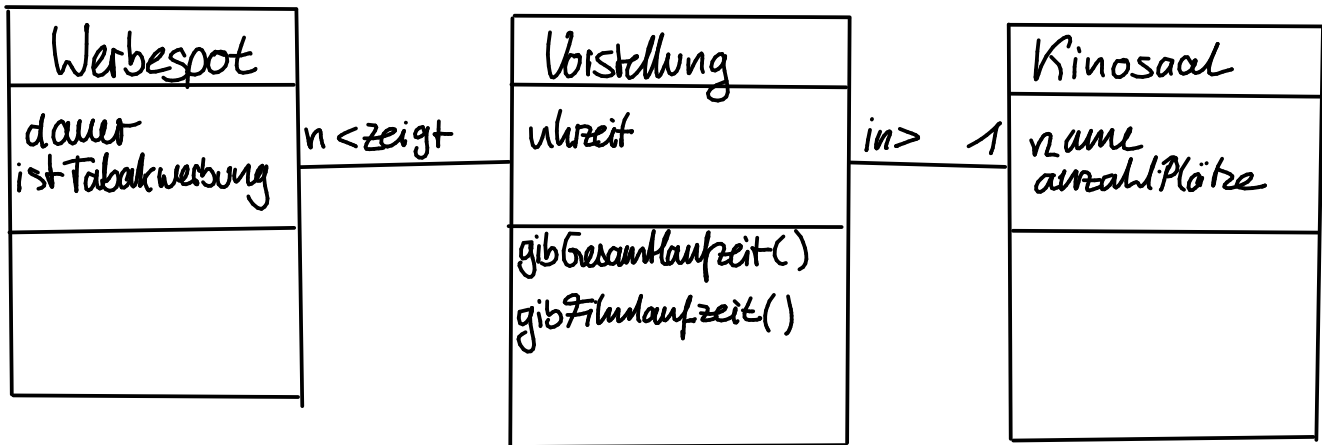 Werbespot
dauer
istTabakwerbung
n <zeigt
Vorstellung
uhrzeit
gibGesamtlaufzeit()
gibFilmlaufzeit()
in> 1
Kinosaal
name
anzahlPlätze